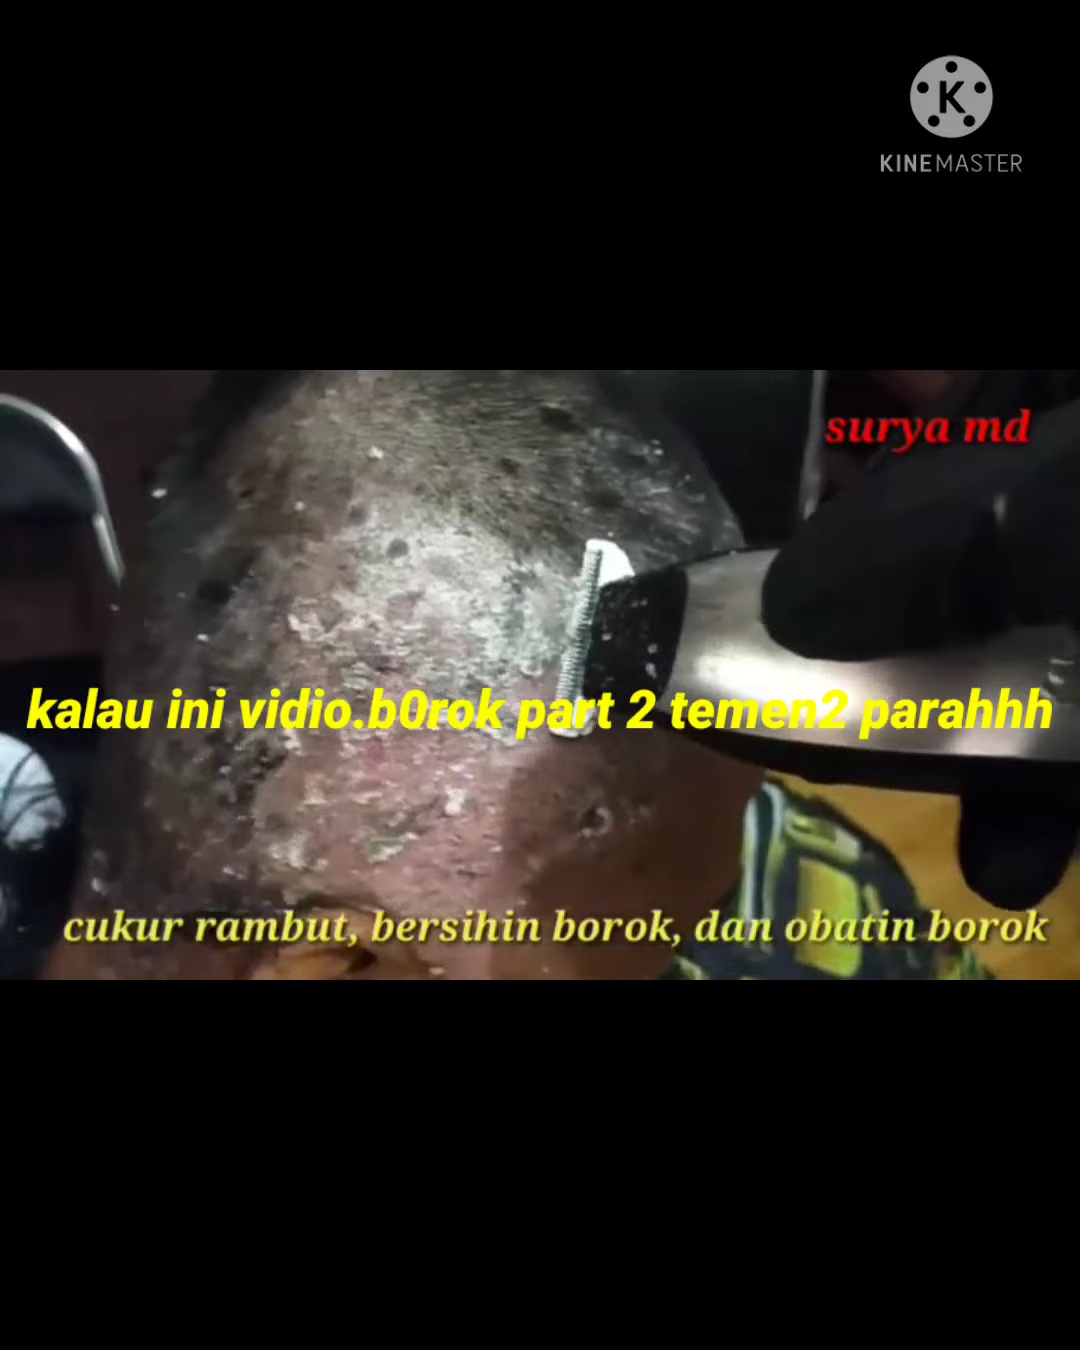 K
KINEMASTER
surya md
kalau ini vidio.b0rok part 2 temen2 parahhh
cukur rambut, bersihin borok, dan obatin borok